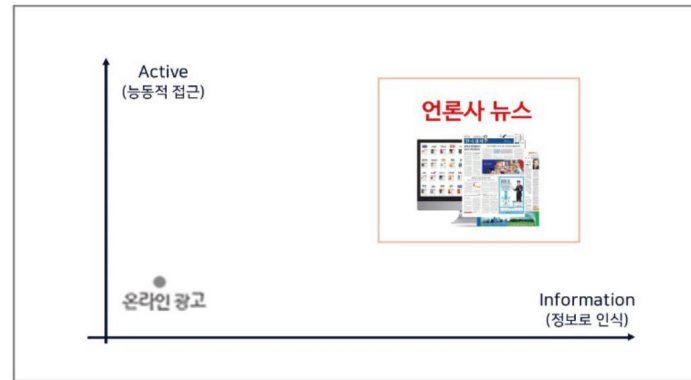 Active
(능동적 접근)
언론사 뉴스
온라인 광고
Information
(정보로 인식)